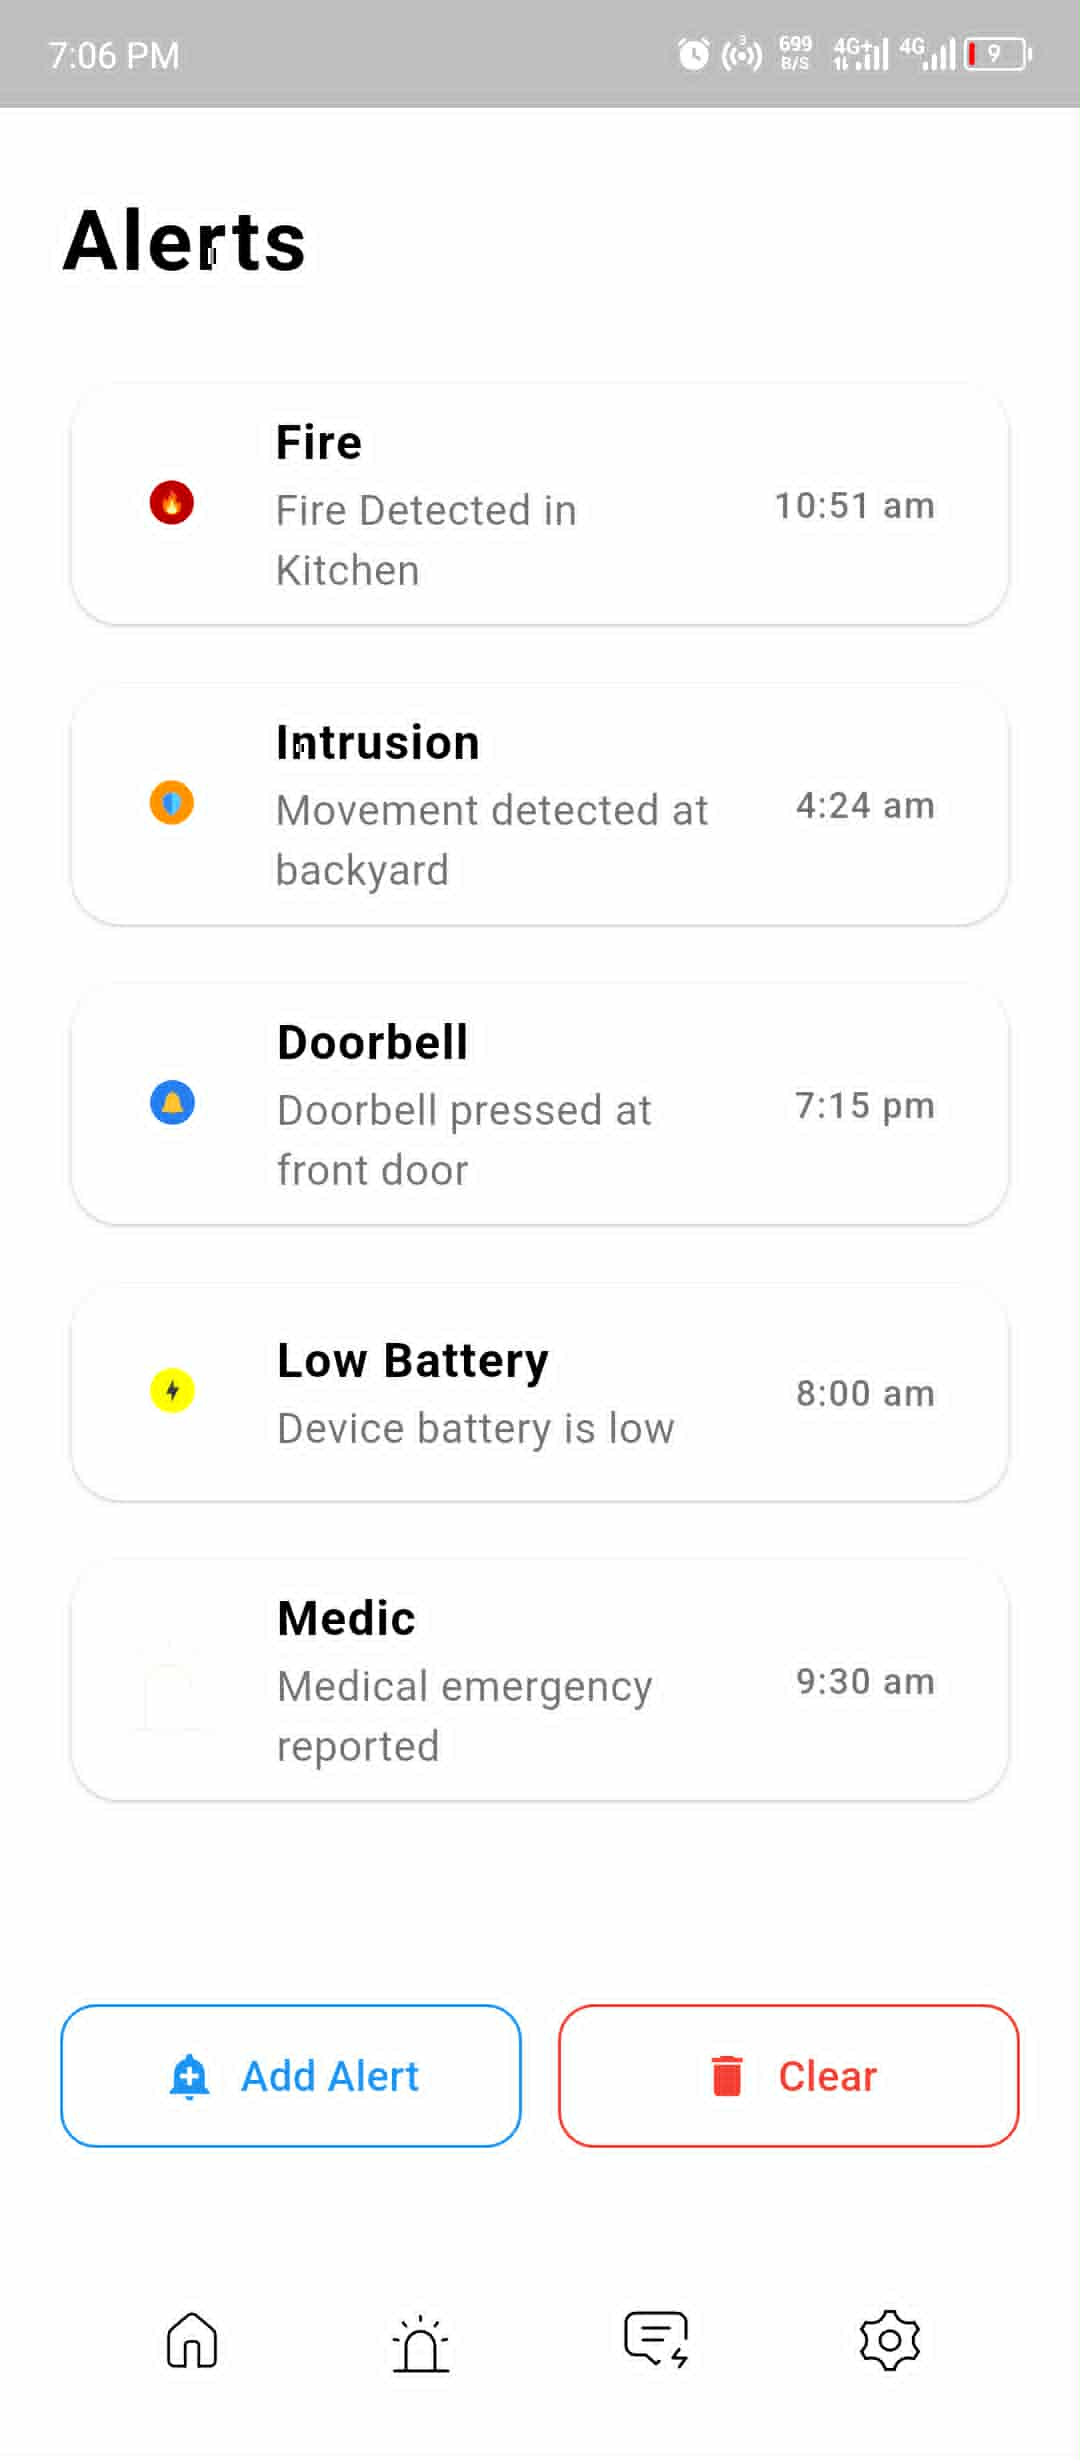 7:06 PM
3
699 B/S 4G+ 4G 9
Alerts
Fire
Fire Detected in
Kitchen
10:51 am
Intrusion
Movement detected at
backyard
4:24 am
Doorbell
Doorbell pressed at
front door
7:15 pm
Low Battery
Device battery is low
8:00 am
Medic
Medical emergency
reported
9:30 am
Add Alert
Clear